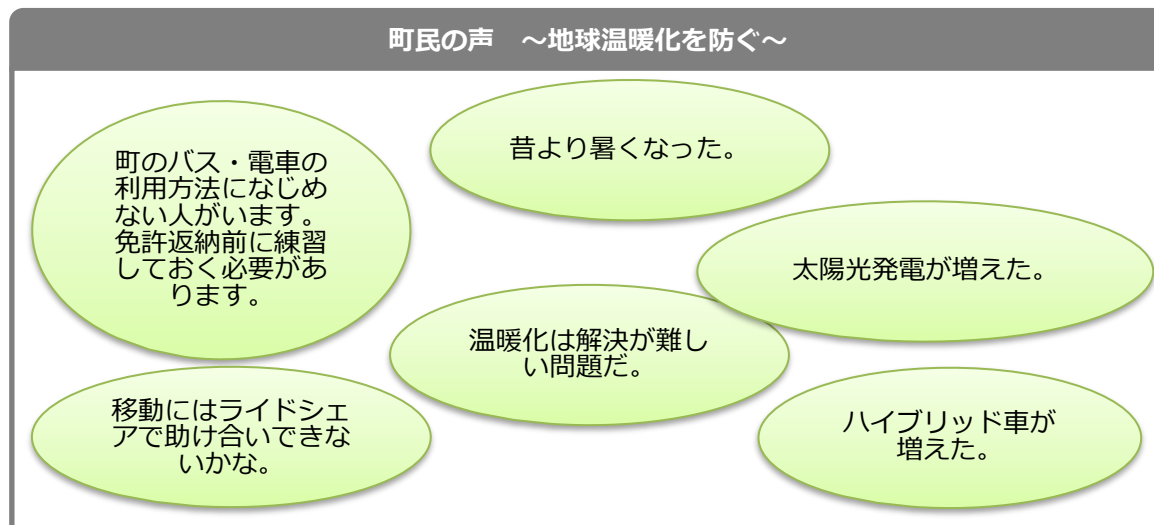 町民の声　～地球温暖化を防ぐ～
町のバス・電車の
利用方法になじめ
ない人がいます。
免許返納前に練習
しておく必要があ
ります。
昔より暑くなった。
太陽光発電が増えた。
温暖化は解決が難し
い問題だ。
移動にはライドシェ
アで助け合いできな
いかな。
ハイブリッド車が
増えた。